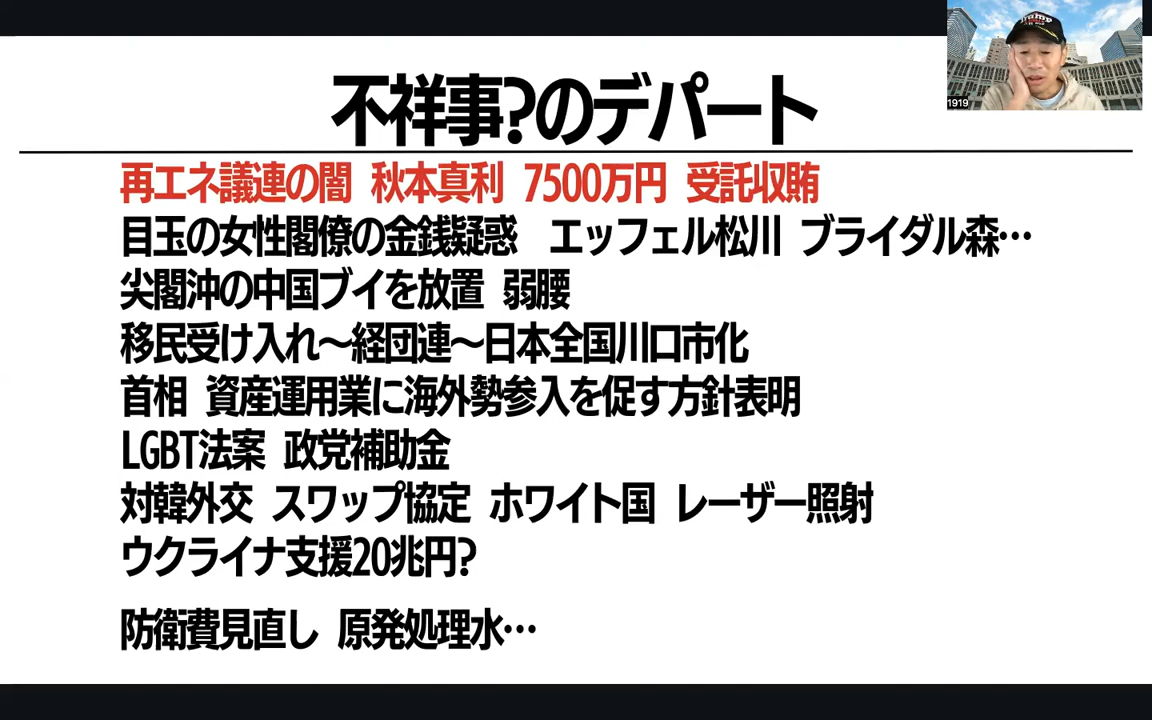 不祥事?のデパート
再エネ議連の闇 秋本真利 7500万円 受託収賄
目玉の女性閣僚の金銭疑惑 エッフェル松川 ブライダル森…
尖閣沖の中国ブイを放置 弱腰
移民受け入れ～経団連～日本全国川口市化
首相 資産運用業に海外勢参入を促す方針表明
LGBT法案 政党補助金
対韓外交 スワップ協定 ホワイト国 レーザー照射
ウクライナ支援20兆円?
防衛費見直し 原発処理水…
Trump
1919